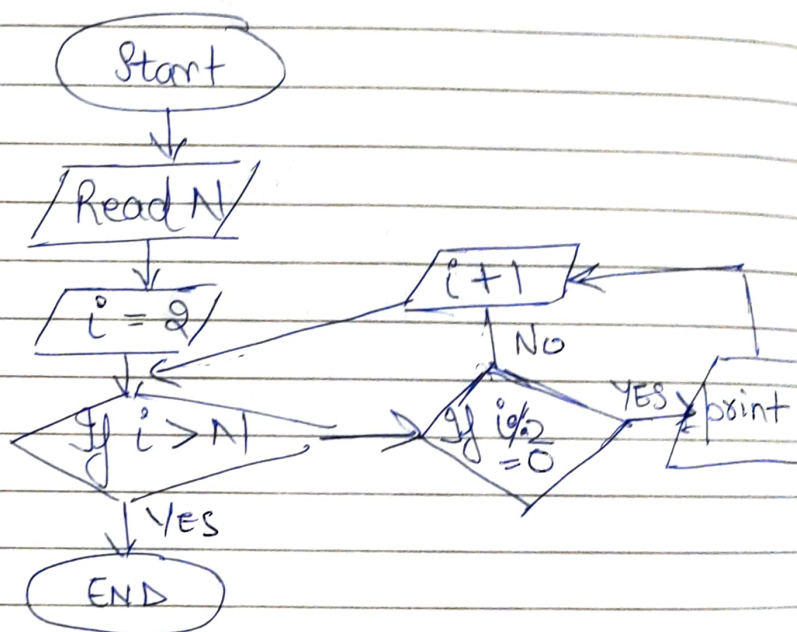 Start
Read N
i = 2
i + 1
NO
If i > N
If i%2
= 0
YES
print
YES
END